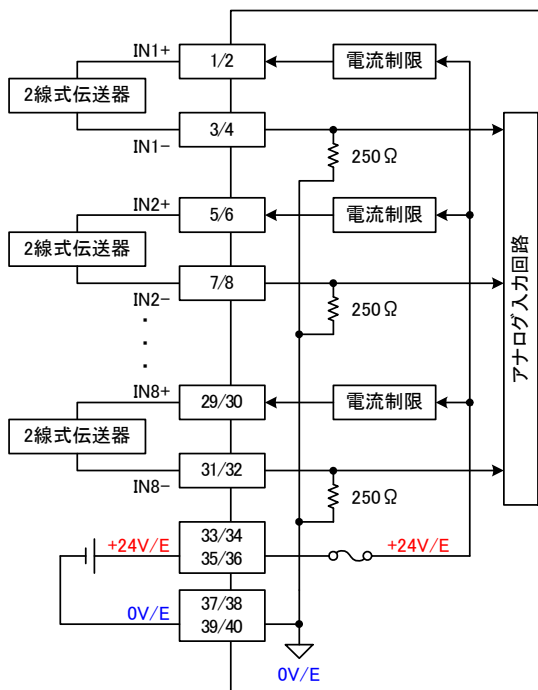 IN1+
1/2
電流制限
2線式伝送器
3/4
IN1-
250Ω
IN2+
5/6
電流制限
2線式伝送器
7/8
IN2-
250Ω
アナログ入力回路
・
・
・
IN8+
29/30
電流制限
2線式伝送器
31/32
IN8-
250Ω
+24V/E
33/34
35/36
+24V/E
0V/E
37/38
39/40
0V/E